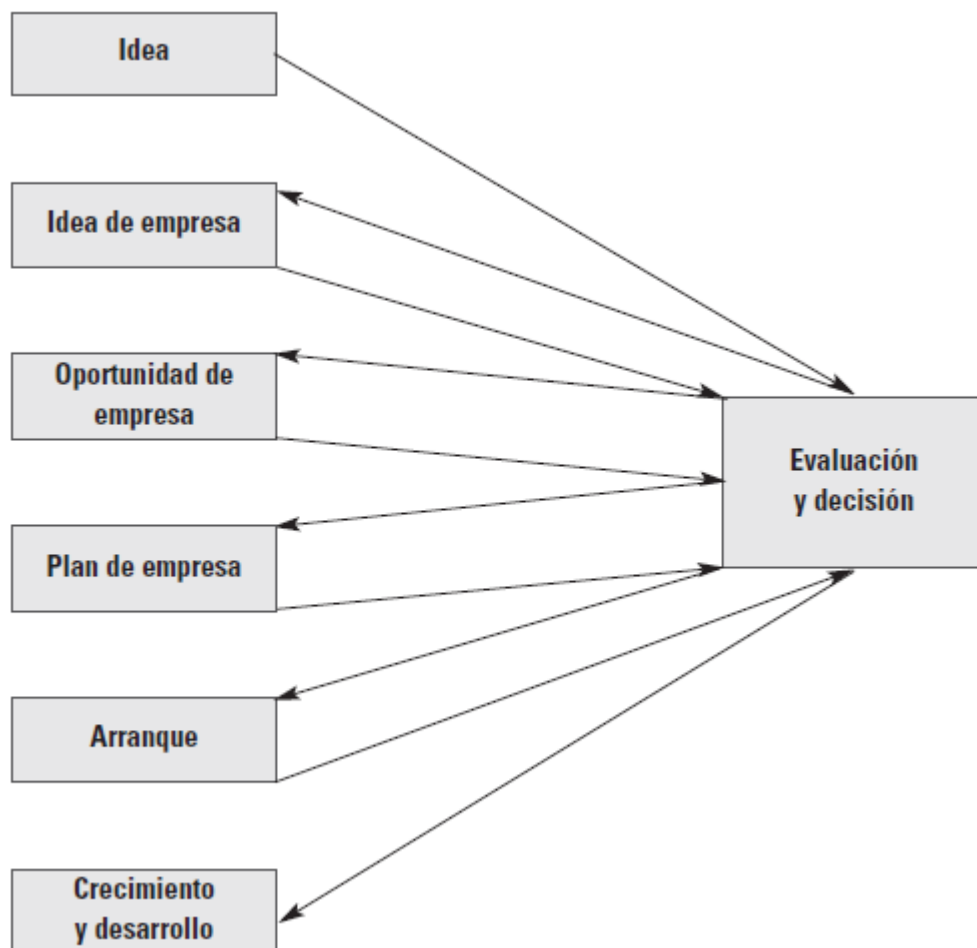 Idea
Idea de empresa
Oportunidad de
empresa
Evaluación
y decisión
Plan de empresa
Arranque
Crecimiento
y desarrollo